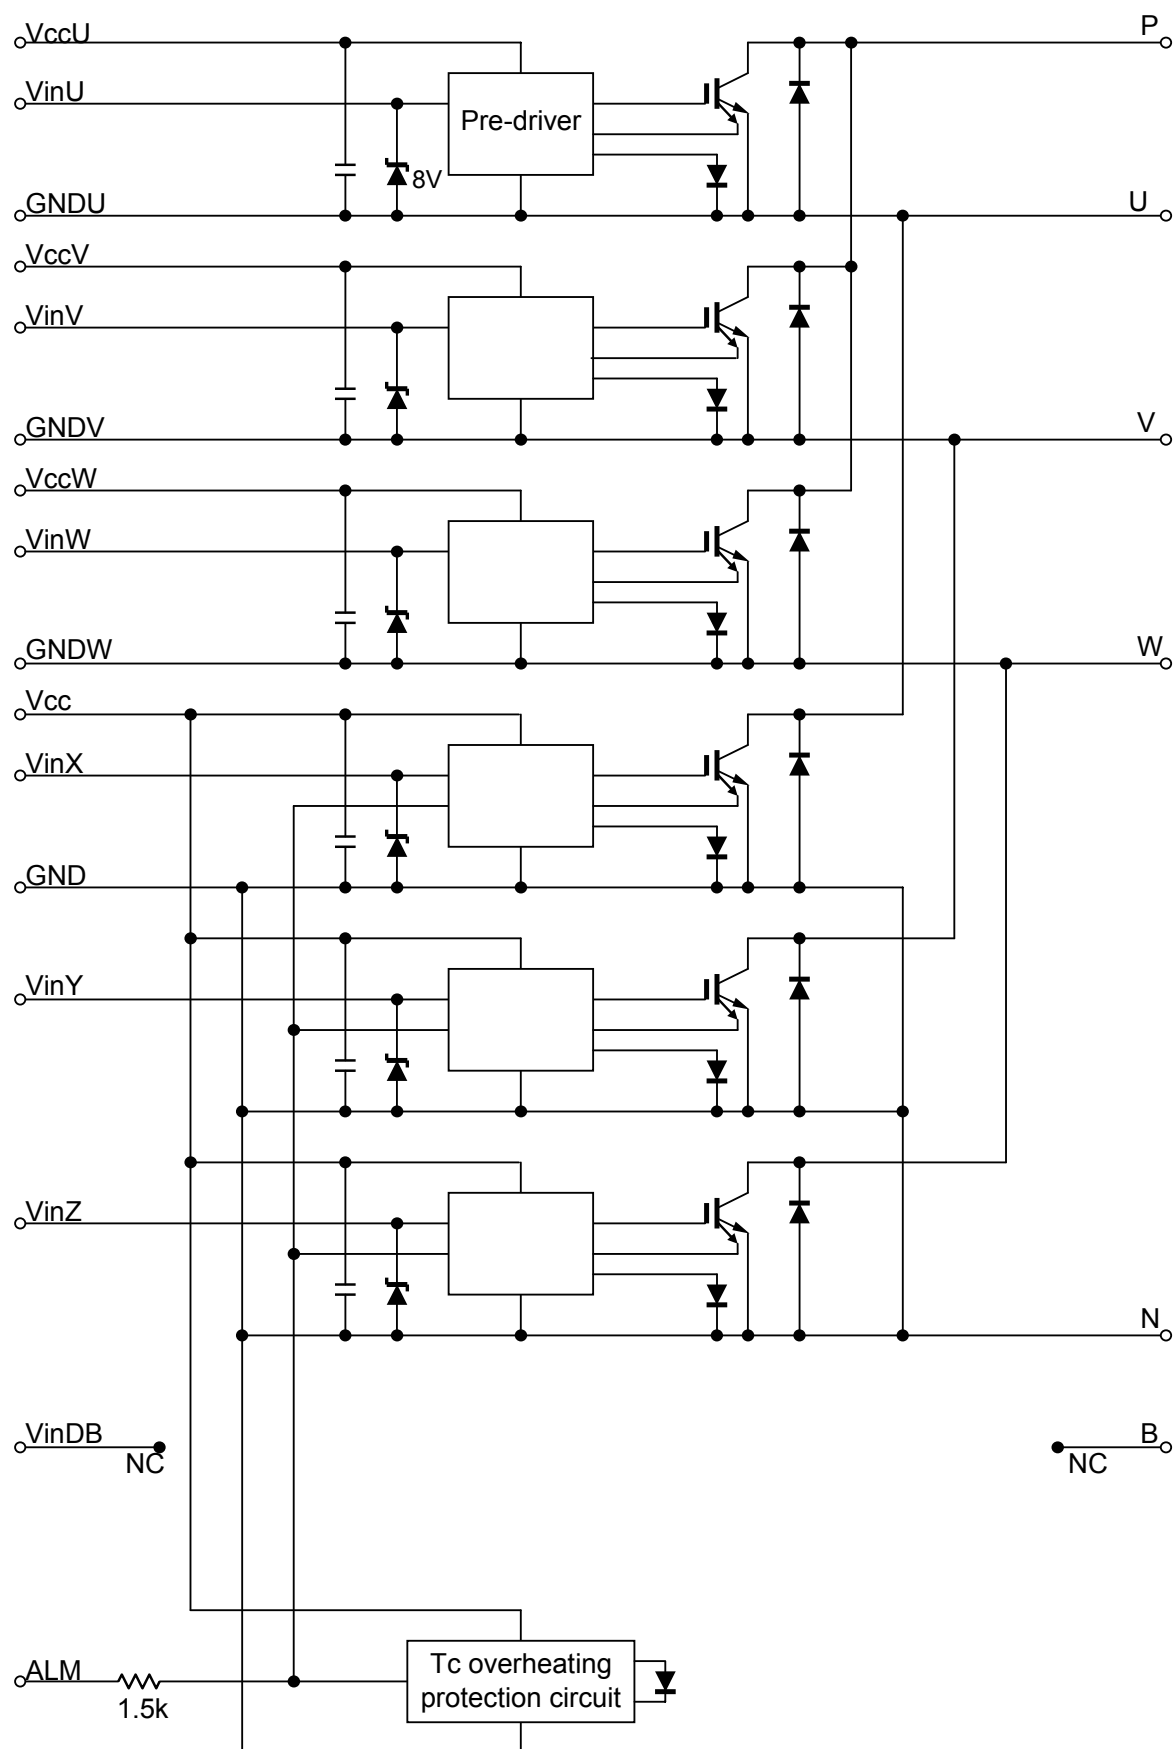 VccU
P
VinU
Pre-driver
8V
GNDU
U
VccV
VinV
GNDV
V
VccW
VinW
GNDW
W
Vcc
VinX
GND
VinY
VinZ
N
VinDB
NC
B
NC
ALM
1.5k
Tc overheating
protection circuit